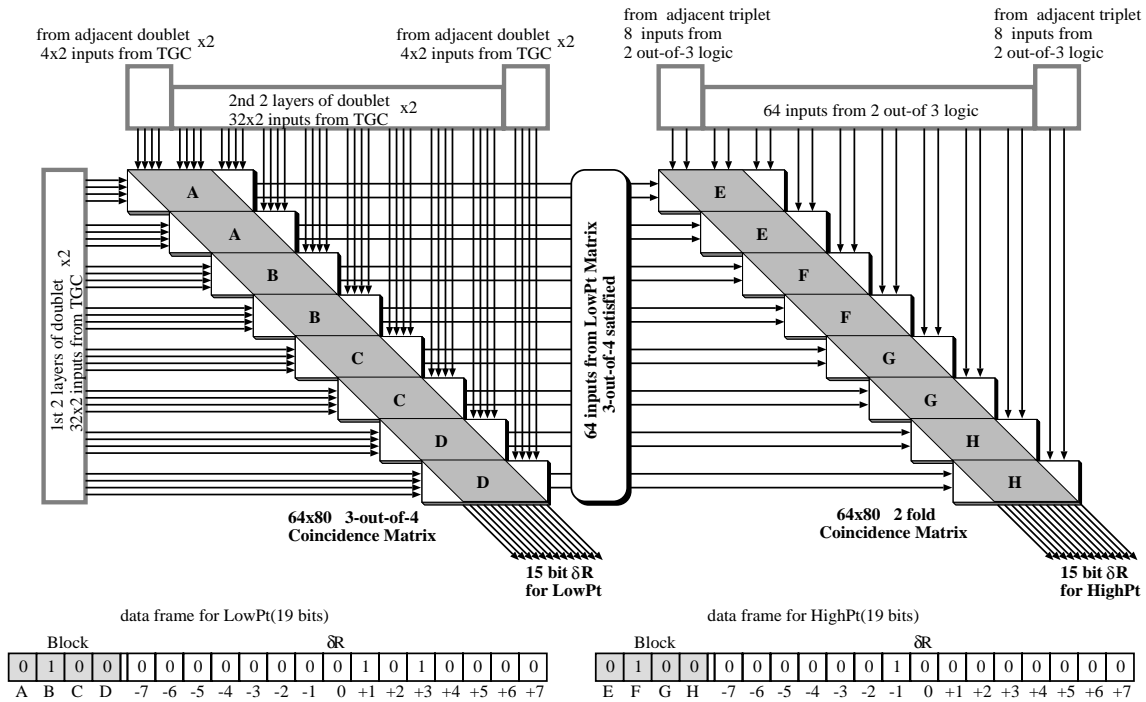 from adjacent doublet x2
4x2 inputs from TGC
from adjacent doublet x2
4x2 inputs from TGC
2nd 2 layers of doublet x2
32x2 inputs from TGC
from adjacent triplet
8 inputs from
2 out-of-3 logic
from adjacent triplet
8 inputs from
2 out-of-3 logic
64 inputs from 2 out-of 3 logic
1st 2 layers of doublet x2
32x2 inputs from TGC
A
A
B
B
C
C
D
D
64 inputs from LowPt Matrix
3-out-of-4 satisfied
E
E
F
F
G
G
H
H
64x80 3-out-of-4
Coincidence Matrix
15 bit δR
for LowPt
64x80 2 fold
Coincidence Matrix
15 bit δR
for HighPt
data frame for LowPt(19 bits)
Block δR
0 1 0 0 0 0 0 0 0 0 0 0 1 0 1 0 0 0 0
A B C D -7 -6 -5 -4 -3 -2 -1 0 +1 +2 +3 +4 +5 +6 +7
data frame for HighPt(19 bits)
Block δR
0 1 0 0 0 0 0 0 0 0 1 0 0 0 0 0 0 0 0
E F G H -7 -6 -5 -4 -3 -2 -1 0 +1 +2 +3 +4 +5 +6 +7